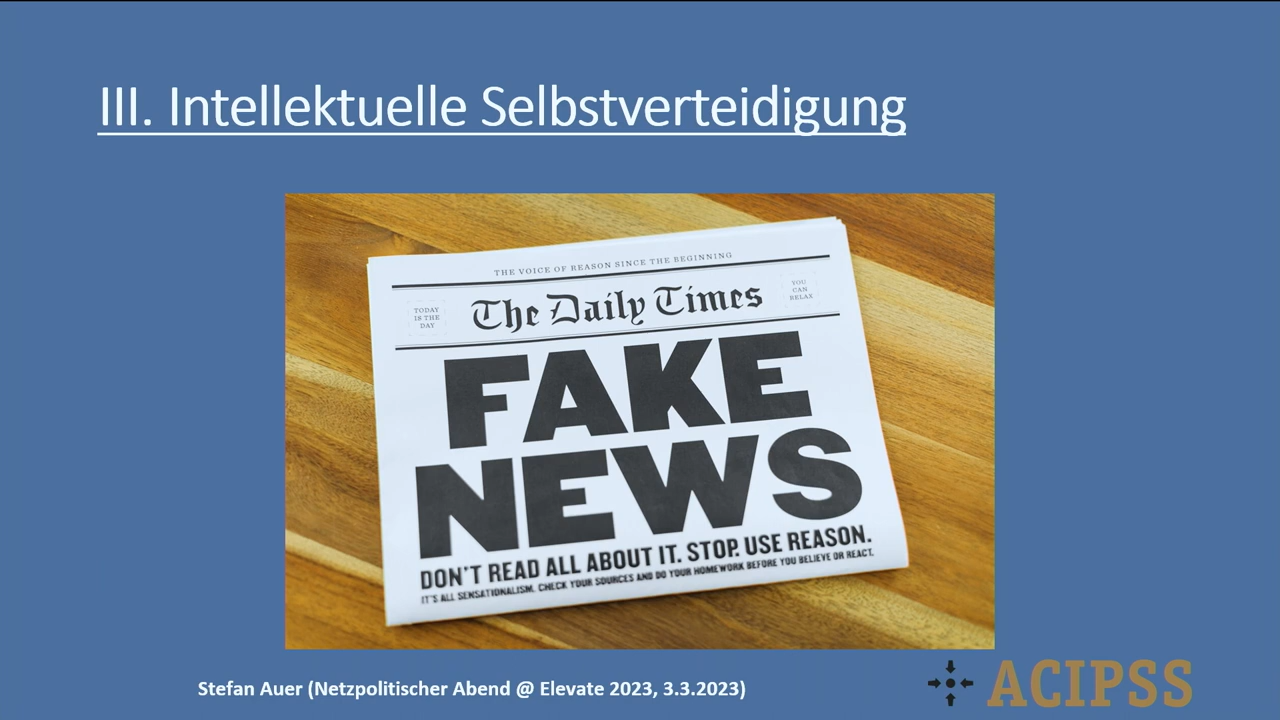 III. Intellektuelle Selbstverteidigung
THE VOICE OF REASON SINCE THE BEGINNING
TODAY
IS THE
DAY
The Daily Times
YOU
CAN
RELAX
FAKE
NEWS
DON'T READ ALL ABOUT IT. STOP. USE REASON.
IT'S ALL SENSATIONALISM. CHECK YOUR SOURCES AND DO YOUR HOMEWORK BEFORE YOU BELIEVE OR REACT.
Stefan Auer (Netzpolitischer Abend @ Elevate 2023, 3.3.2023)
ACIPSS